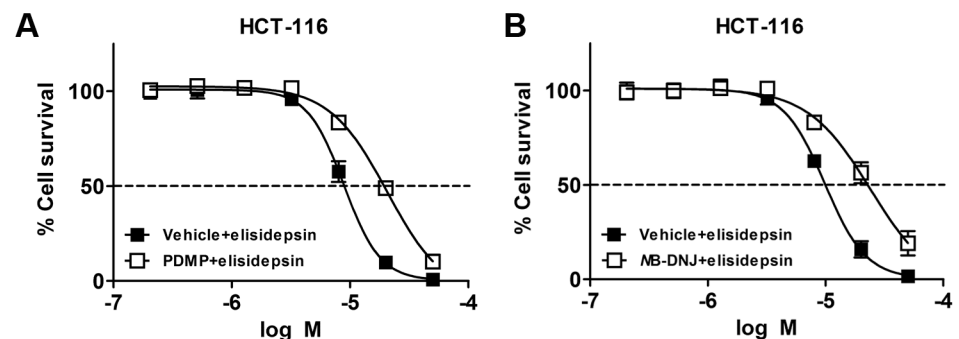 A
HCT-116
% Cell survival
100
50
0
Vehicle+elisidepsin
PDMP+elisidepsin
-7 -6 -5 -4
log M
B
HCT-116
% Cell survival
100
50
0
Vehicle+elisidepsin
NB-DNJ+elisidepsin
-7 -6 -5 -4
log M